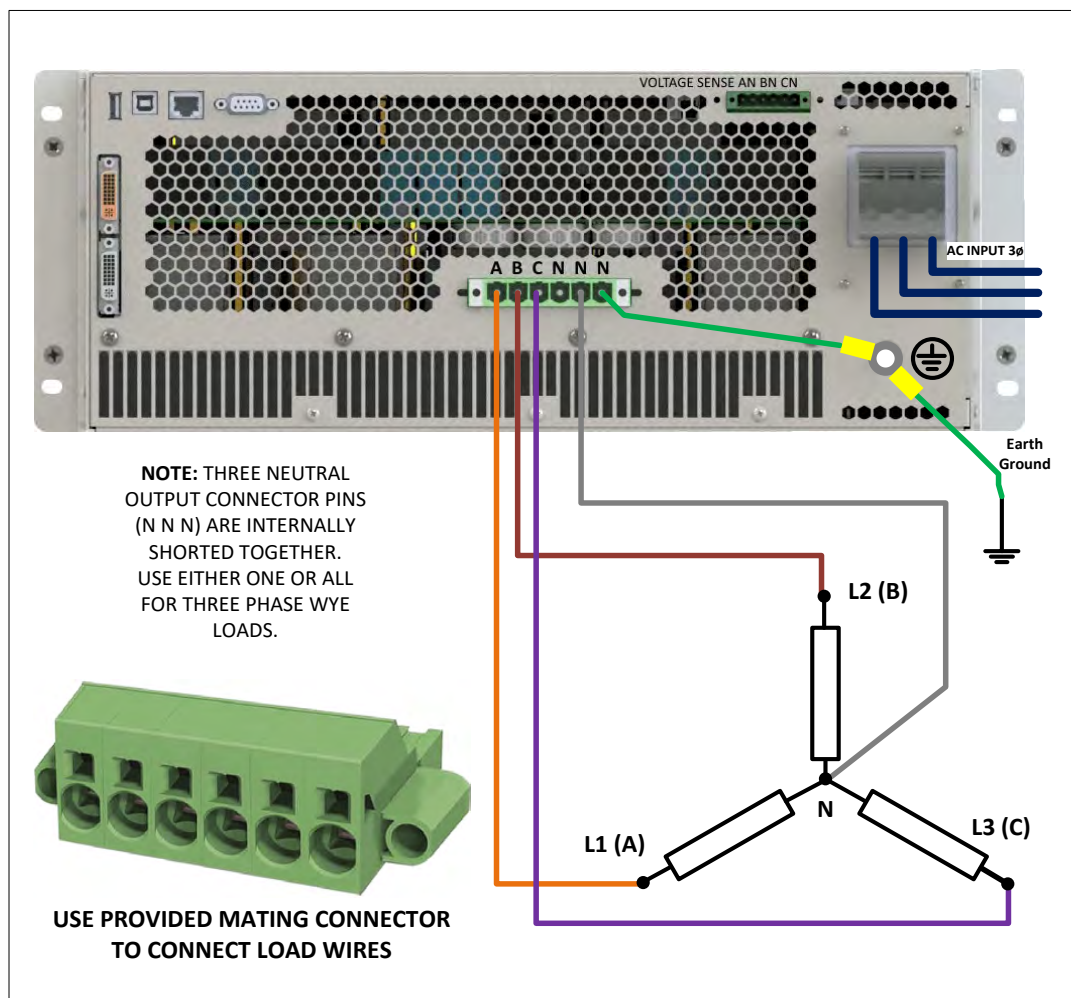 VOLTAGE SENSE AN BN CN
AC INPUT 3ø
A B C N N N
Earth
Ground
NOTE: THREE NEUTRAL
OUTPUT CONNECTOR PINS
(N N N) ARE INTERNALLY
SHORTED TOGETHER.
USE EITHER ONE OR ALL
FOR THREE PHASE WYE
LOADS.
L2 (B)
N
L1 (A)
L3 (C)
USE PROVIDED MATING CONNECTOR
TO CONNECT LOAD WIRES